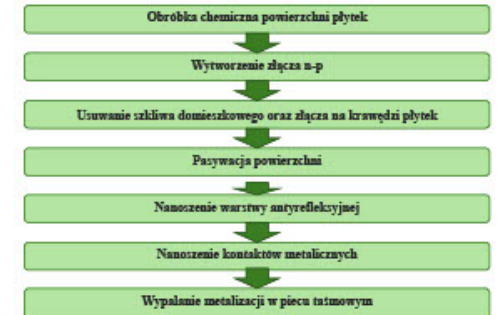 Obróbka chemiczna powierzchni płytek
Wytworzenie złącza n-p
Usuwanie szkliwa domieszkowego oraz złącza na krawędzi płytek
Pasywacja powierzchni
Nanoszenie warstwy antyrefleksyjnej
Nanoszenie kontaktów metalicznych
Wypalanie metalizacji w piecu taśmowym